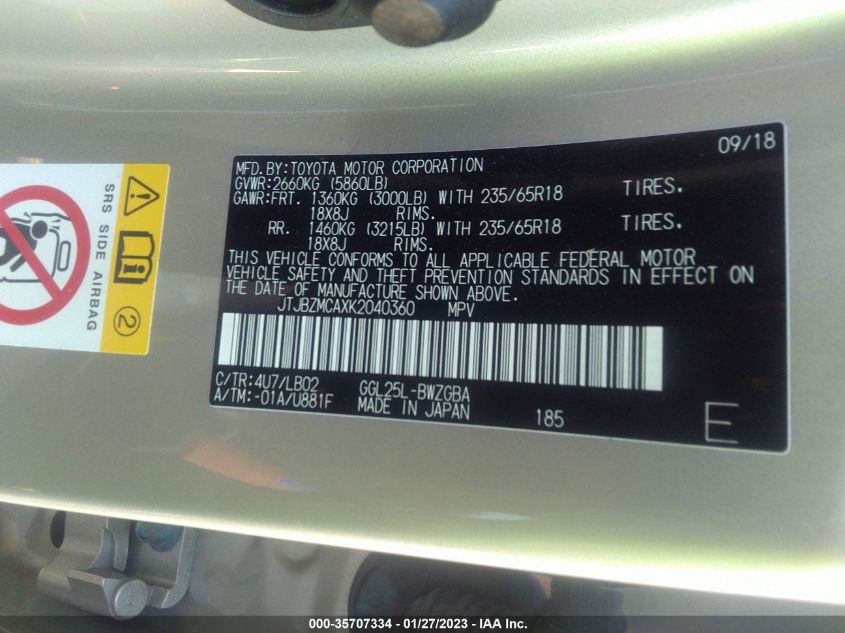 09/18
MFD.BY:TOYOTA MOTOR CORPORATION
GVWR:2660KG (5860LB)
GAWR:FRT. 1360KG (3000LB) WITH 235/65R18 TIRES.
18X8J RIMS.
RR. 1460KG (3215LB) WITH 235/65R18 TIRES.
18X8J RIMS.
THIS VEHICLE CONFORMS TO ALL APPLICABLE FEDERAL MOTOR
VEHICLE SAFETY AND THEFT PREVENTION STANDARDS IN EFFECT ON
THE DATE OF MANUFACTURE SHOWN ABOVE.
JTJBZMCAXK2040360 MPV
C/TR:4U7/LB02 GGL25L-BWZGBA
A/TM:-01A/U881F MADE IN JAPAN 185 E
SRS SIDE AIRBAG
2
000-35707334 - 01/27/2023 - IAA Inc.